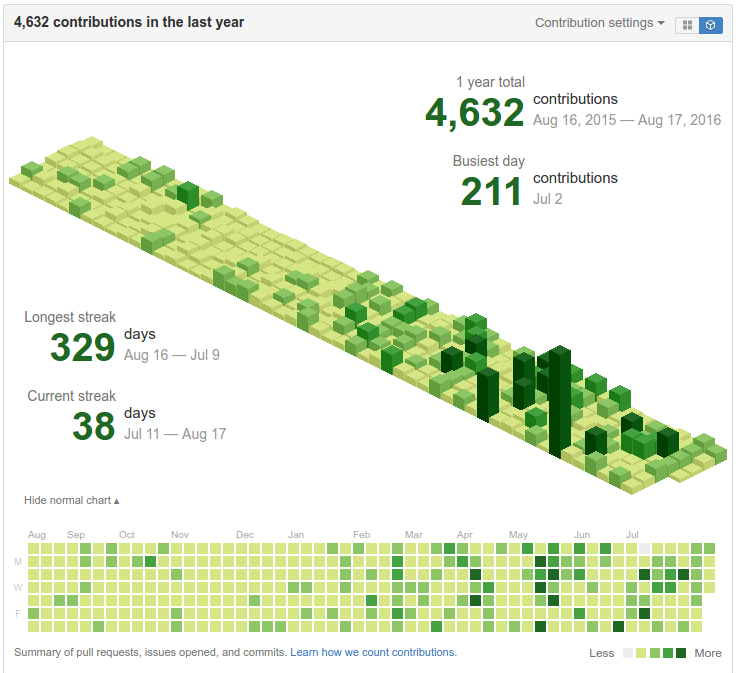 4,632 contributions in the last year
Contribution settings
1 year total
4,632 contributions
Aug 16, 2015 — Aug 17, 2016
Busiest day
211 contributions
Jul 2
Longest streak
329 days
Aug 16 — Jul 9
Current streak
38 days
Jul 11 — Aug 17
Hide normal chart
Aug Sep Oct Nov Dec Jan Feb Mar Apr May Jun Jul
M
W
F
Summary of pull requests, issues opened, and commits. Learn how we count contributions.
Less More